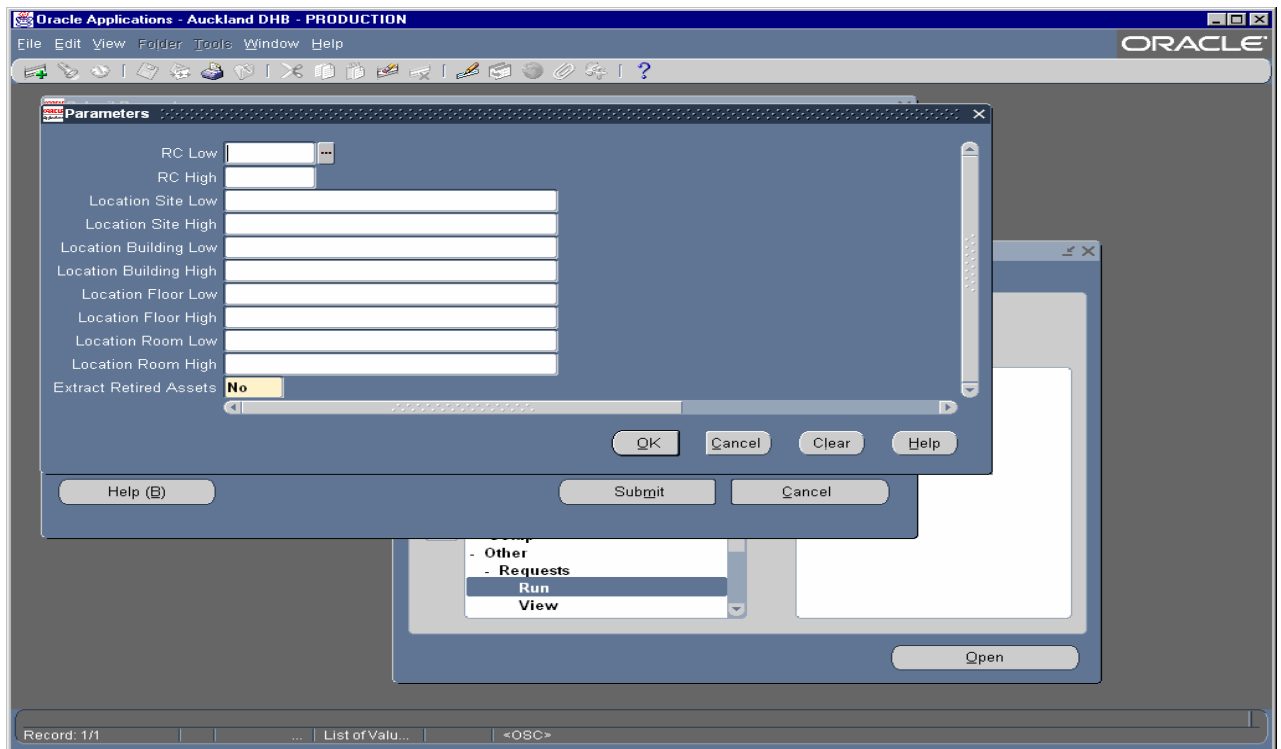 Oracle Applications - Auckland DHB - PRODUCTION
File Edit View Folder Tools Window Help
ORACLE
Parameters
RC Low
RC High
Location Site Low
Location Site High
Location Building Low
Location Building High
Location Floor Low
Location Floor High
Location Room Low
Location Room High
Extract Retired Assets No
OK Cancel Clear Help
Help (B) Submit Cancel
- Other
- Requests
Run
View
Open
Record: 1/1 ... List of Valu... <OSC>